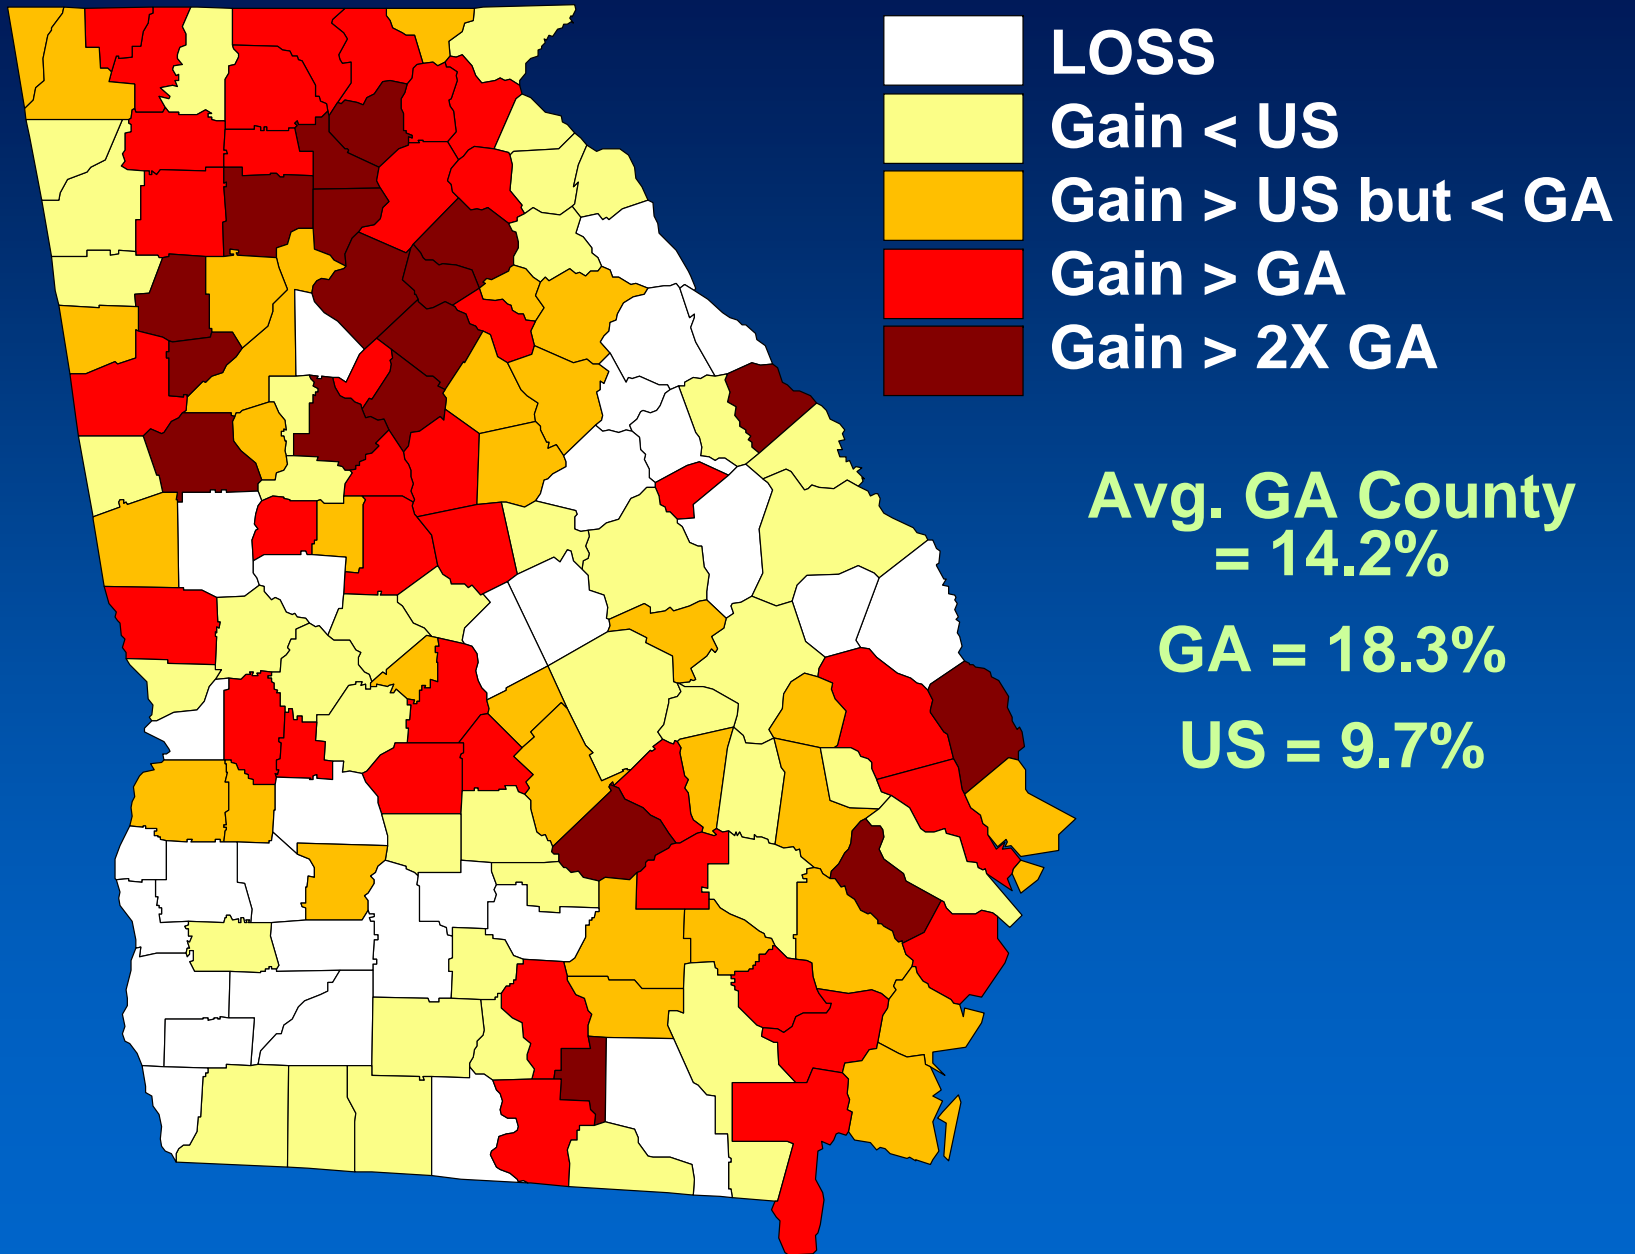 LOSS
Gain < US
Gain > US but < GA
Gain > GA
Gain > 2X GA
Avg. GA County
= 14.2%
GA = 18.3%
US = 9.7%